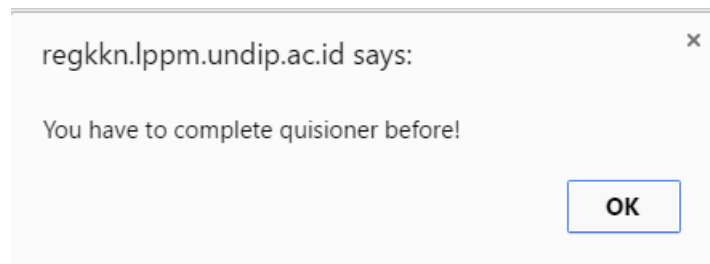 regkkn.lppm.undip.ac.id says:
You have to complete quisioner before!
OK